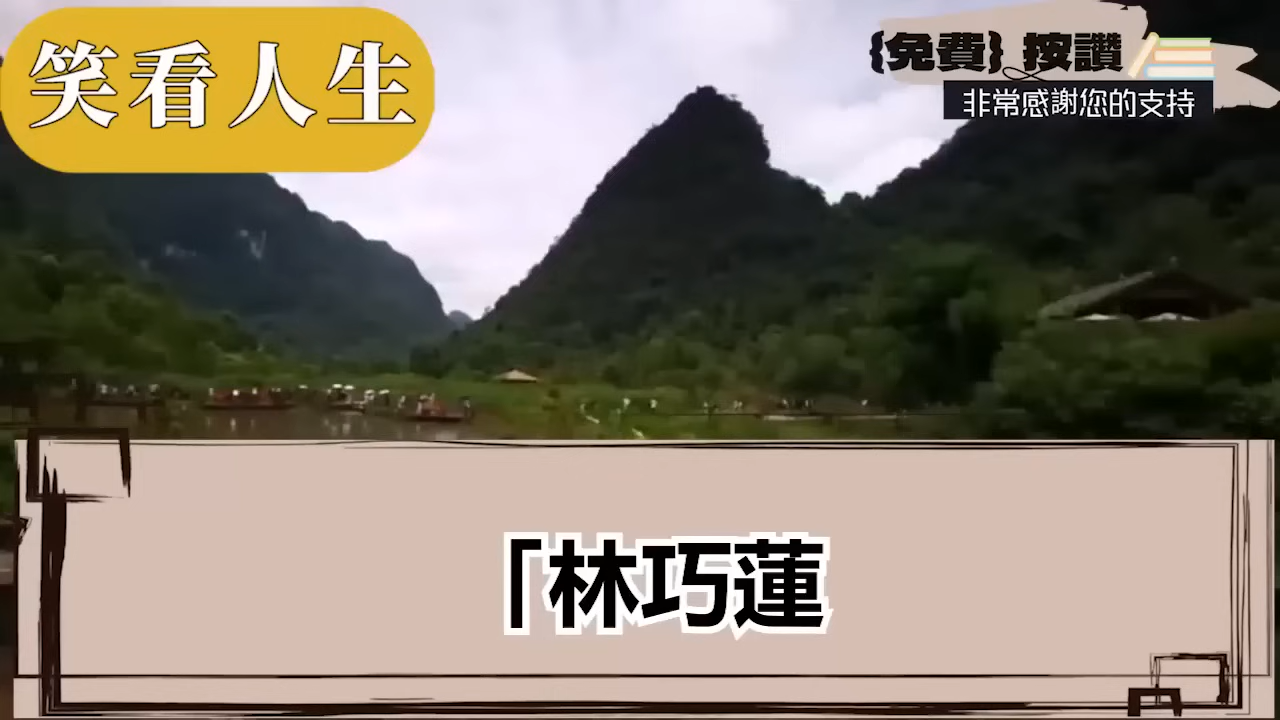 笑看人生
{免費} 按讚
非常感謝您的支持
「林巧蓮